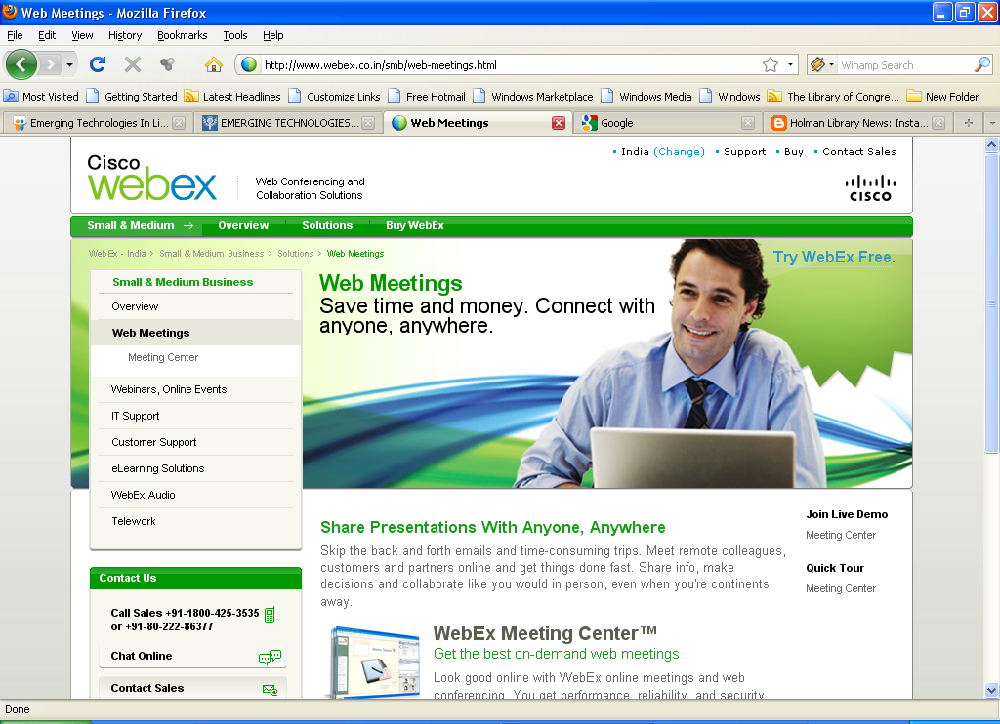 Web Meetings - Mozilla Firefox
File Edit View History Bookmarks Tools Help
http://www.webex.co.in/smb/web-meetings.html
Winamp Search
Most Visited Getting Started Latest Headlines Customize Links Free Hotmail Windows Marketplace Windows Media Windows The Library of Congre... New Folder
Emerging Technologies In Li... EMERGING TECHNOLOGIES... Web Meetings Google Holman Library News: Insta...
India (Change) Support Buy Contact Sales
Cisco
webex
Web Conferencing and
Collaboration Solutions
CISCO
Small & Medium Overview Solutions Buy WebEx
WebEx - India > Small & Medium Business > Solutions > Web Meetings
Try WebEx Free.
Small & Medium Business
Overview
Web Meetings
Meeting Center
Webinars, Online Events
IT Support
Customer Support
eLearning Solutions
WebEx Audio
Telework
Web Meetings
Save time and money. Connect with
anyone, anywhere.
Contact Us
Call Sales +91-1800-425-3535
or +91-80-222-86377
Chat Online
Contact Sales
Share Presentations With Anyone, Anywhere
Skip the back and forth emails and time-consuming trips. Meet remote colleagues,
customers and partners online and get things done fast. Share info, make
decisions and collaborate like you would in person, even when you're continents
away.
WebEx Meeting Center™
Get the best on-demand web meetings
Look good online with WebEx online meetings and web
conferencing. You get performance, reliability, and security
Join Live Demo
Meeting Center
Quick Tour
Meeting Center
Done